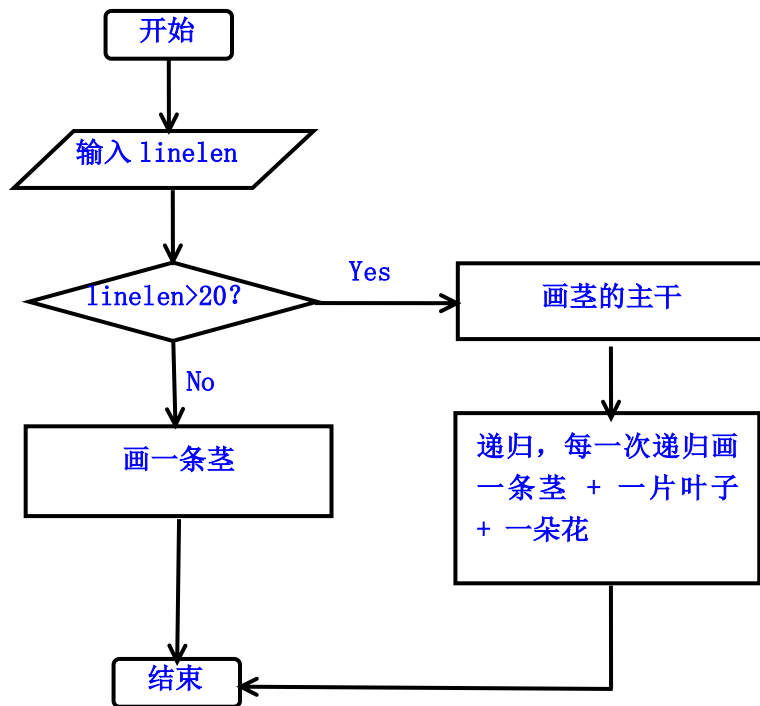 开始
输入 linelen
linelen>20?
Yes
画茎的主干
No
画一条茎
递归，每一次递归画
一条茎 + 一片叶子
+ 一朵花
结束